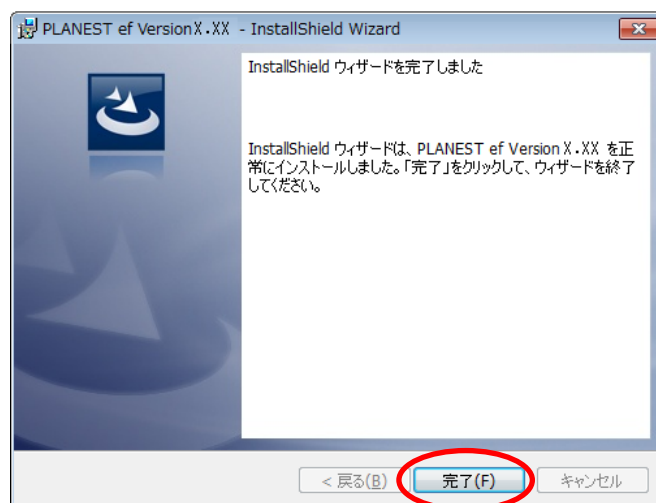 PLANEST ef VersionX.XX - InstallShield Wizard
InstallShield ウィザードを完了しました
InstallShield ウィザードは、PLANEST ef Version X.XX を正
常にインストールしました。「完了」をクリックして、ウィザードを終了
してください。
< 戻る(B) 完了(F) キャンセル